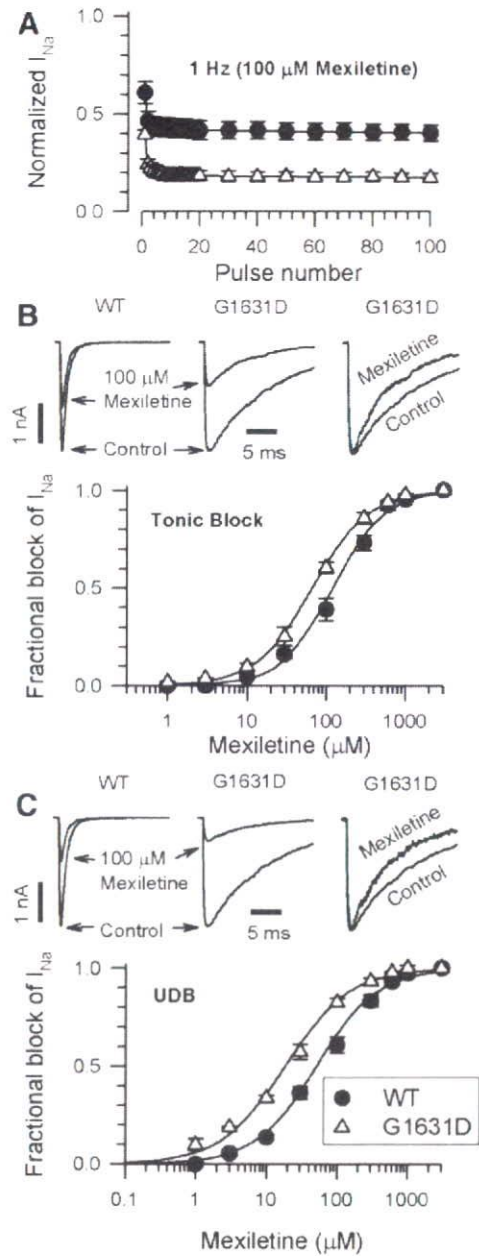 A
Normalized I_Na
1.0
0.5
0.0
1 Hz (100 µM Mexiletine)
0 20 40 60 80 100
Pulse number
B
WT G1631D G1631D
1 nA
100 µM
Mexiletine
Control
5 ms
Mexiletine
Control
Fractional block of I_Na
1.0
0.5
0.0
Tonic Block
1 10 100 1000
Mexiletine (µM)
C
WT G1631D G1631D
1 nA
100 µM
Mexiletine
Control
5 ms
Mexiletine
Control
Fractional block of I_Na
1.0
0.5
0.0
UDB
WT
G1631D
0.1 1 10 100 1000
Mexiletine (µM)